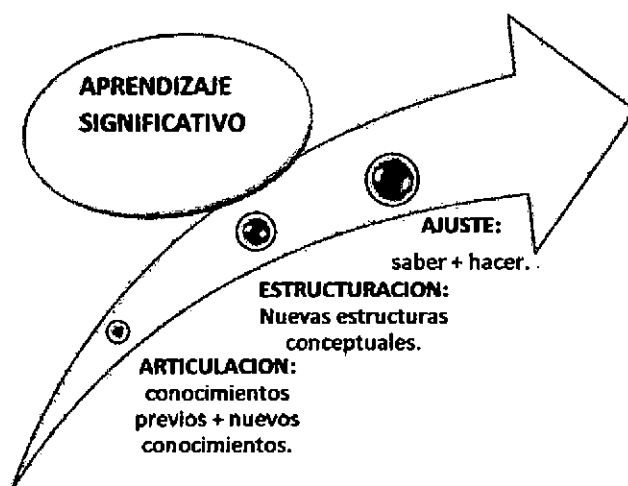 APRENDIZAJE
SIGNIFICATIVO
AJUSTE:
saber + hacer.
ESTRUCTURACION:
Nuevas estructuras
conceptuales.
ARTICULACION:
conocimientos
previos + nuevos
conocimientos.